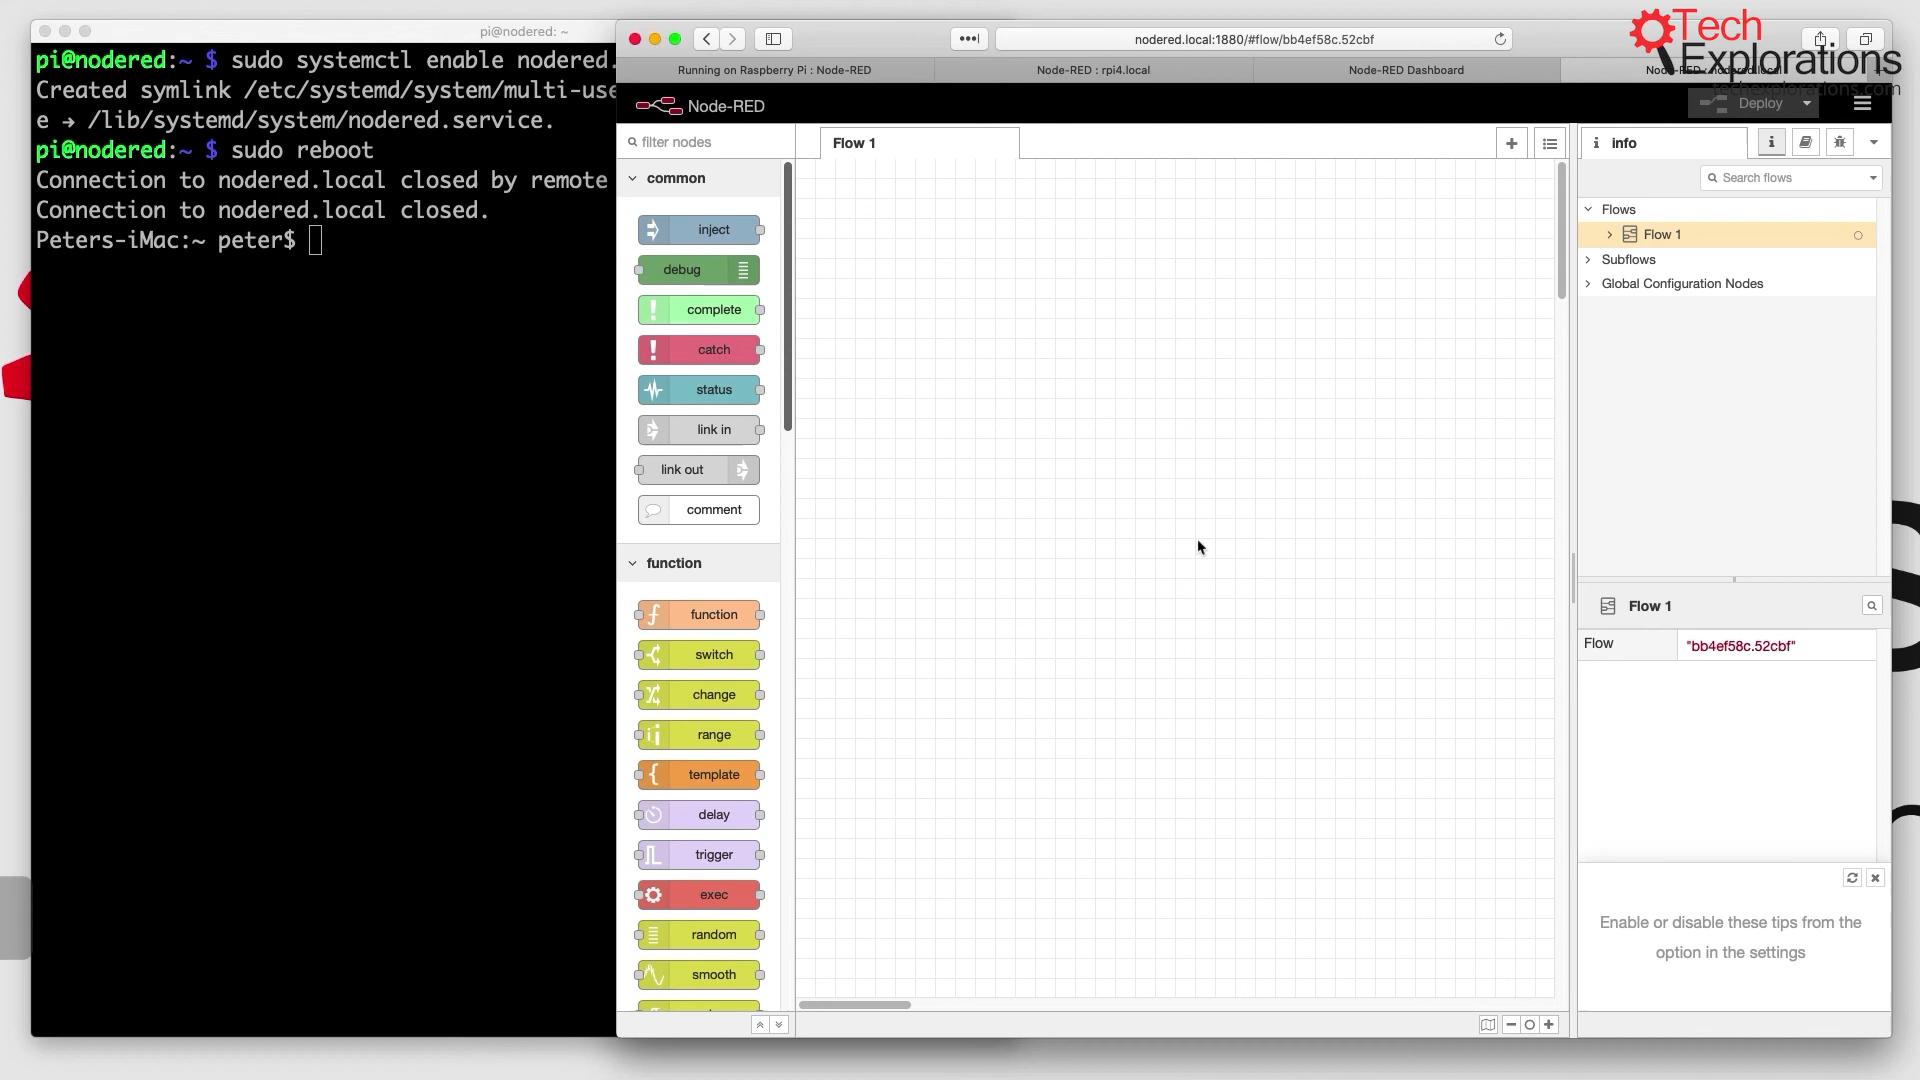 pi@nodered: ~
pi@nodered:~ $ sudo systemctl enable nodered.
Created symlink /etc/systemd/system/multi-use
e → /lib/systemd/system/nodered.service.
pi@nodered:~ $ sudo reboot
Connection to nodered.local closed by remote
Connection to nodered.local closed.
Peters-iMac:~ peter$
nodered.local:1880/#flow/bb4ef58c.52cbf
Running on Raspberry Pi : Node-RED
Node-RED : rpi4.local
Node-RED Dashboard
Node-RED : nodered.local
Tech
Explorations
techexplorations.com
Node-RED
Deploy
filter nodes
common
inject
debug
complete
catch
status
link in
link out
comment
function
function
switch
change
range
template
delay
trigger
exec
random
smooth
Flow 1
info
Search flows
Flows
Flow 1
Subflows
Global Configuration Nodes
Flow 1
Flow "bb4ef58c.52cbf"
Enable or disable these tips from the
option in the settings